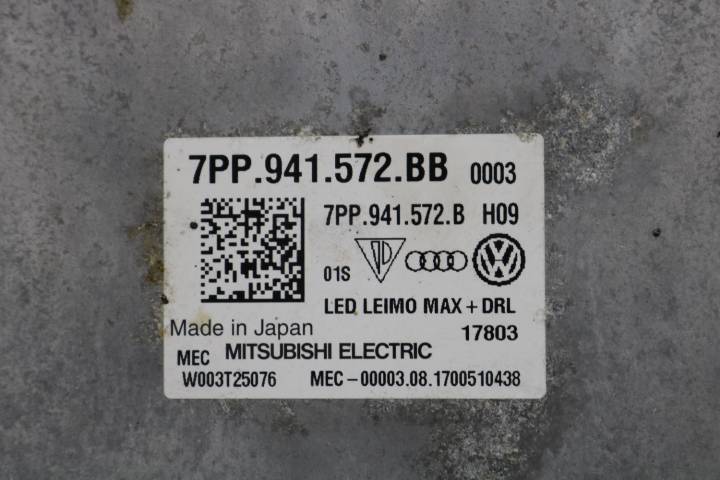 7PP.941.572.BB 0003
7PP.941.572.B H09
01S
LED LEIMO MAX + DRL
Made in Japan 17803
MEC MITSUBISHI ELECTRIC
W003T25076 MEC-00003.08.1700510438